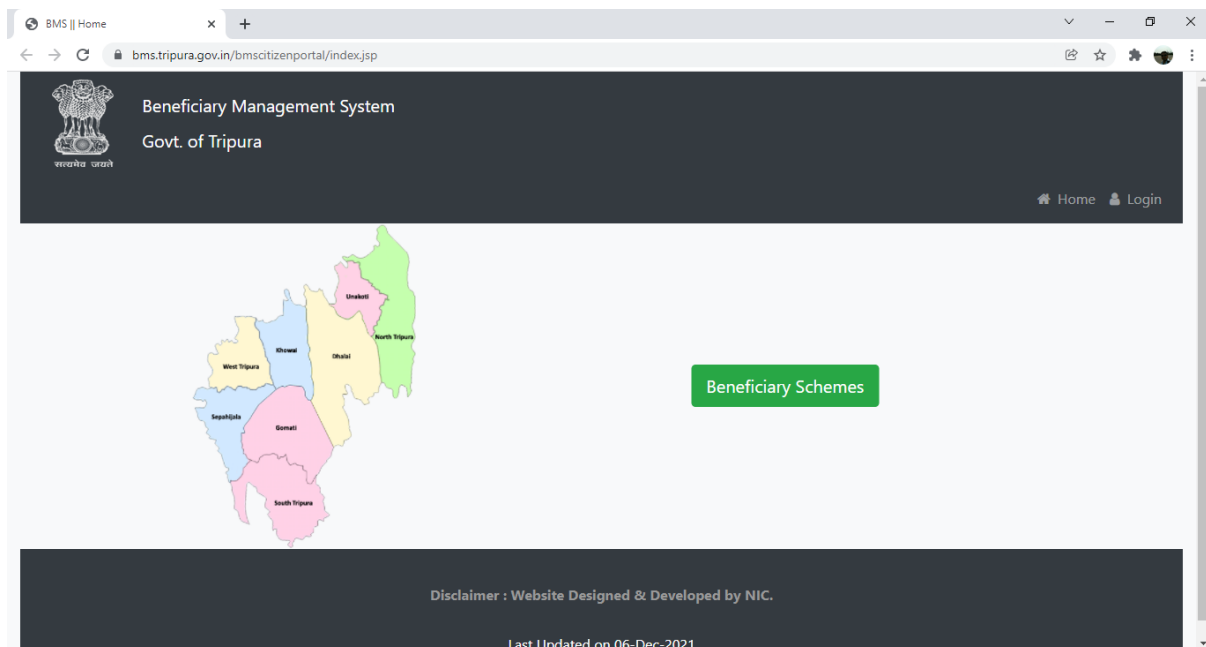 BMS || Home
bms.tripura.gov.in/bmscitizenportal/index.jsp
Beneficiary Management System
Govt. of Tripura
सत्यमेव जयते
Home Login
Unakoti
North Tripura
Khowai
Dhalai
West Tripura
Sepahijala
Gomati
South Tripura
Beneficiary Schemes
Disclaimer : Website Designed & Developed by NIC.
Last Updated on 06-Dec-2021